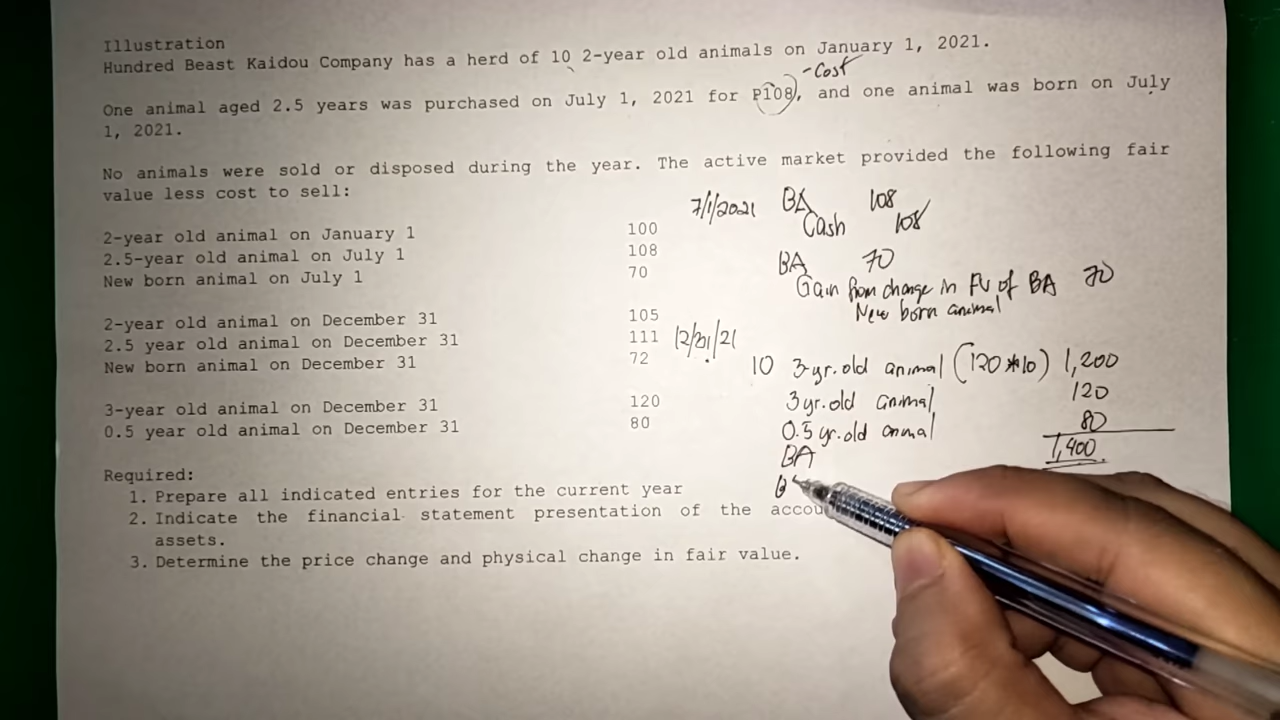 Illustration
Hundred Beast Kaidou Company has a herd of 10 2-year old animals on January 1, 2021.
- Cost
One animal aged 2.5 years was purchased on July 1, 2021 for P108, and one animal was born on July
1, 2021.
No animals were sold or disposed during the year. The active market provided the following fair
value less cost to sell:
7/1/2021 BA 108
Cash 108
2-year old animal on January 1 100
2.5-year old animal on July 1 108
New born animal on July 1 70
BA 70
Gain from change in FV of BA 70
New born animal
2-year old animal on December 31 105
2.5 year old animal on December 31 111
New born animal on December 31 72
12/31/21
10 3-yr. old animal (120*10) 1,200
3 yr. old animal 120
0.5 yr. old animal 80
BA 1,400
3-year old animal on December 31 120
0.5 year old animal on December 31 80
Required:
1. Prepare all indicated entries for the current year
2. Indicate the financial statement presentation of the
assets.
3. Determine the price change and physical change in fair value.